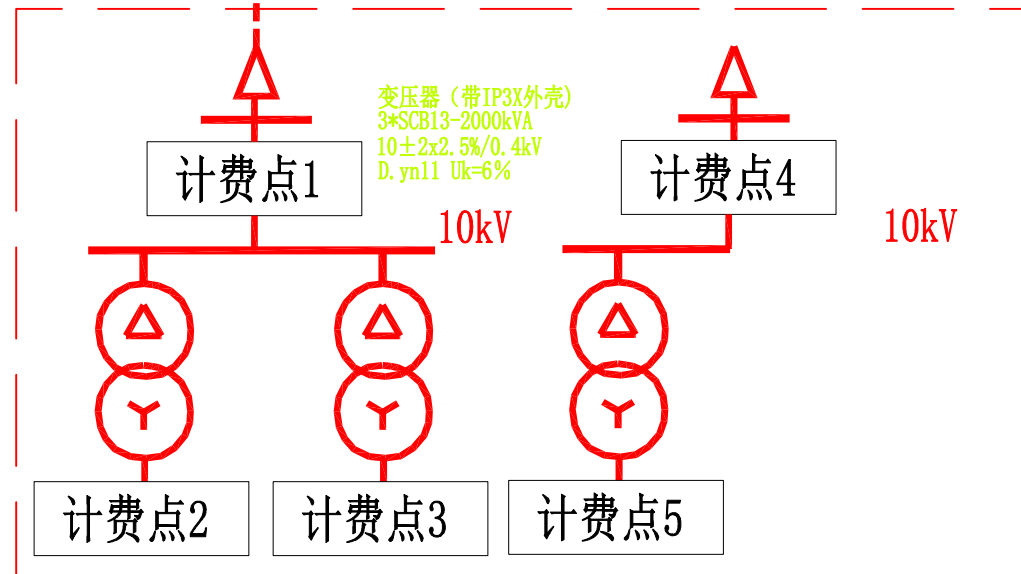 变压器（带IP3X外壳)
3*SCB13-2000kVA
10±2x2.5%/0.4kV
D.yn11 Uk=6%
计费点1
计费点4
10kV
10kV
计费点2
计费点3
计费点5